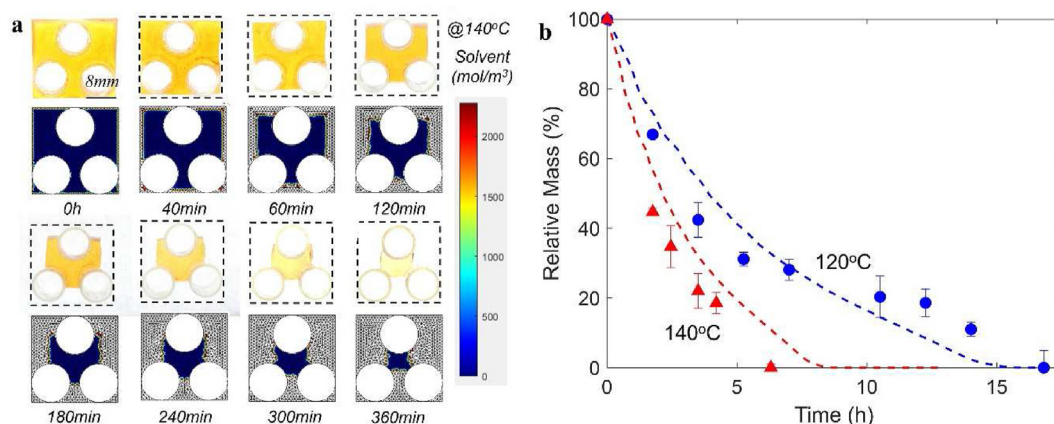 a
@140°C
Solvent
(mol/m³)
8mm
2000
1500
1000
500
0
0h 40min 60min 120min
180min 240min 300min 360min
b
Relative Mass (%)
100
80
60
40
20
0
120°C
140°C
0 5 10 15
Time (h)